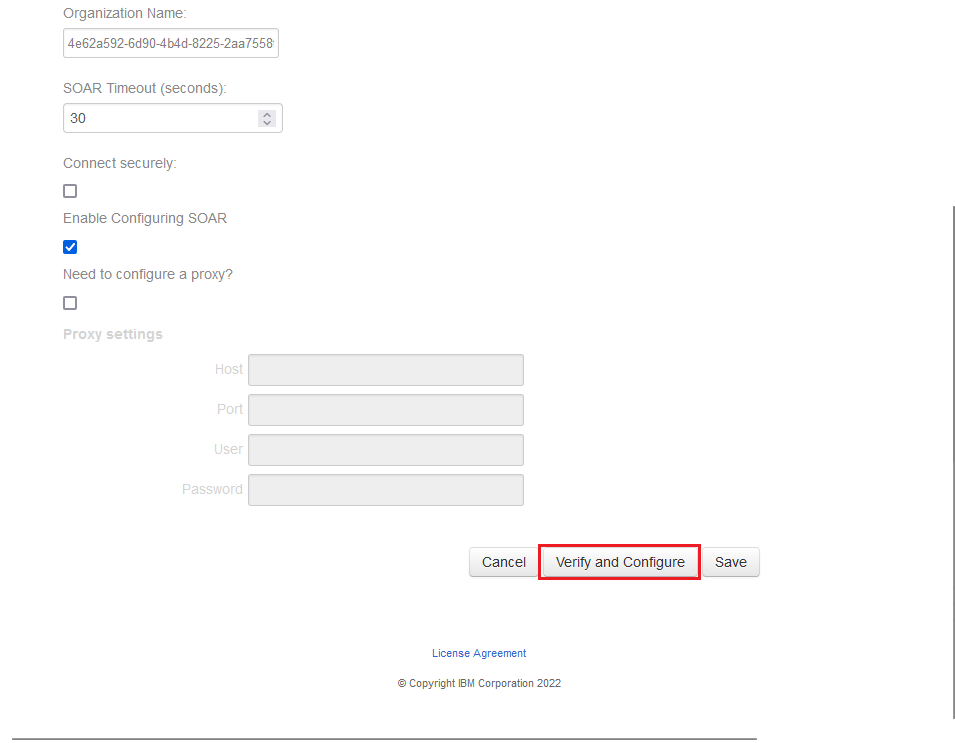 Organization Name:
4e62a592-6d90-4b4d-8225-2aa7558
SOAR Timeout (seconds):
30
Connect securely:
Enable Configuring SOAR
Need to configure a proxy?
Proxy settings
Host
Port
User
Password
Cancel Verify and Configure Save
License Agreement
© Copyright IBM Corporation 2022